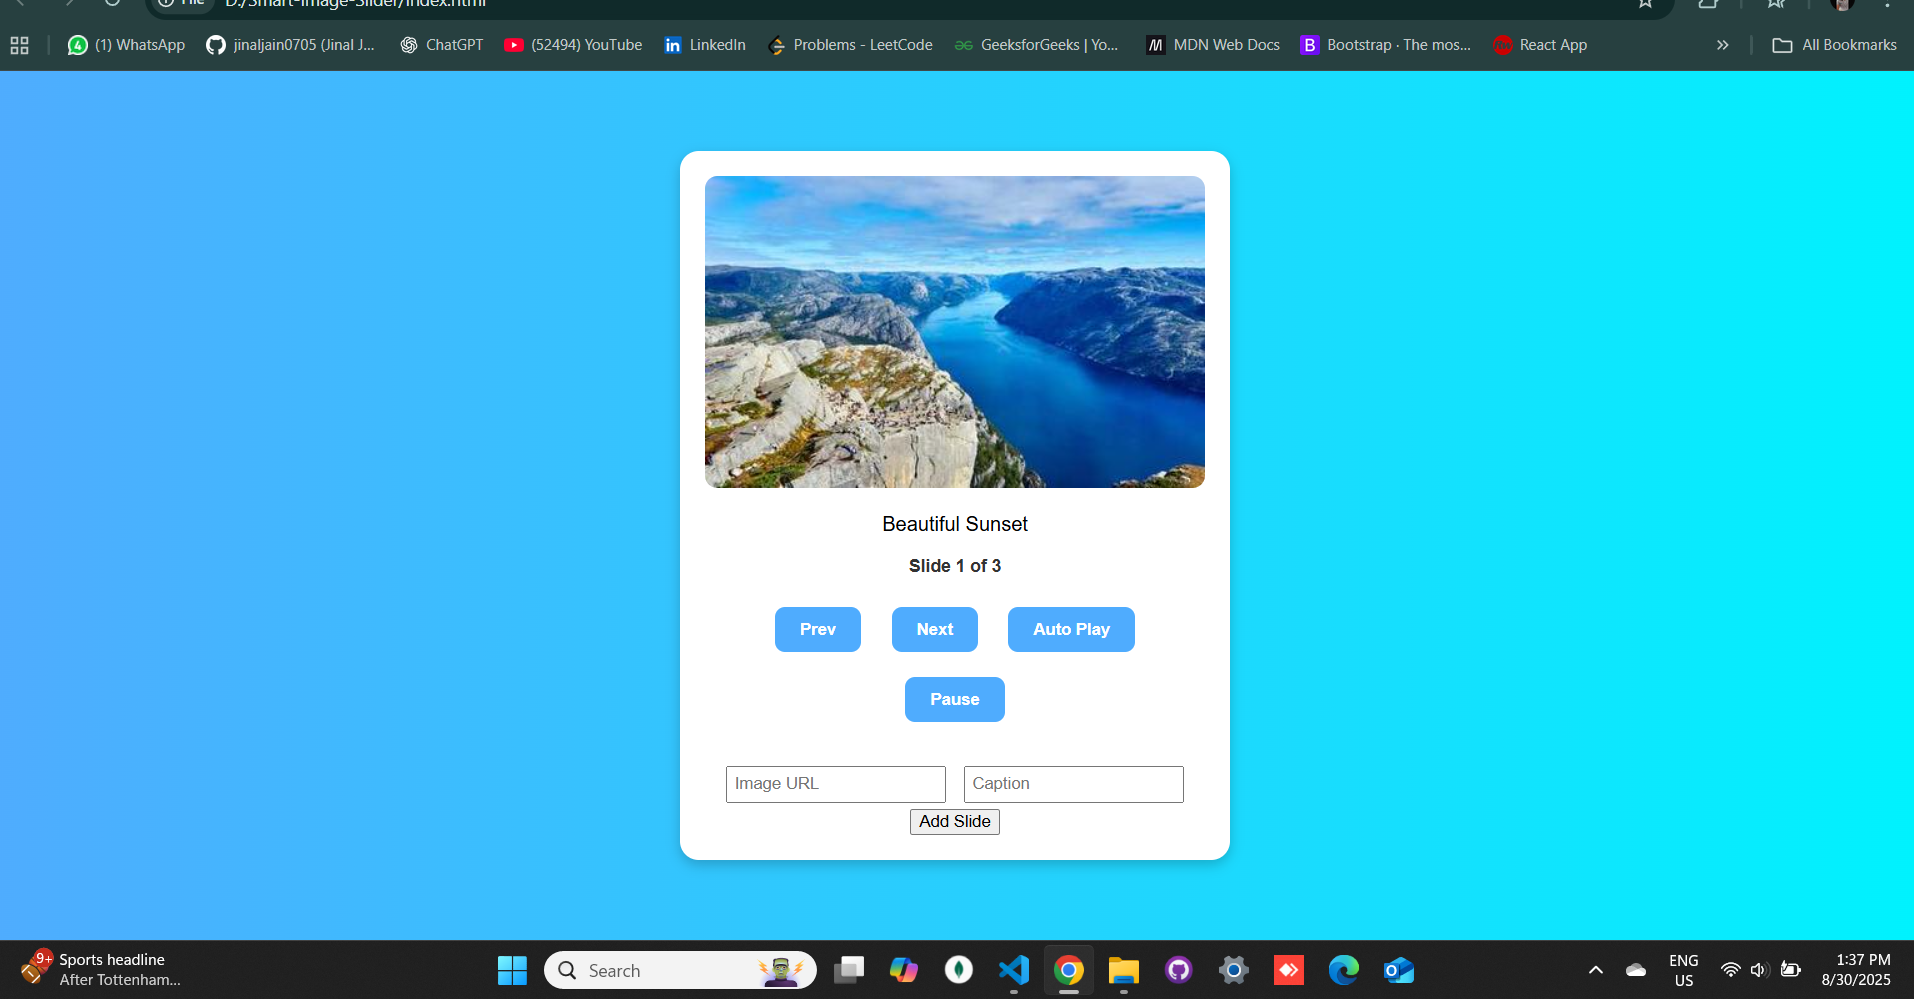 File D:/Smart-Image-Slider/index.html
(1) WhatsApp jinaljain0705 (Jinal J... ChatGPT (52494) YouTube LinkedIn Problems - LeetCode GeeksforGeeks | Yo... MDN Web Docs Bootstrap · The mos... React App » All Bookmarks
Beautiful Sunset
Slide 1 of 3
Prev Next Auto Play
Pause
Image URL Caption
Add Slide
9+ Sports headline
After Tottenham...
Search
ENG
US
1:37 PM
8/30/2025